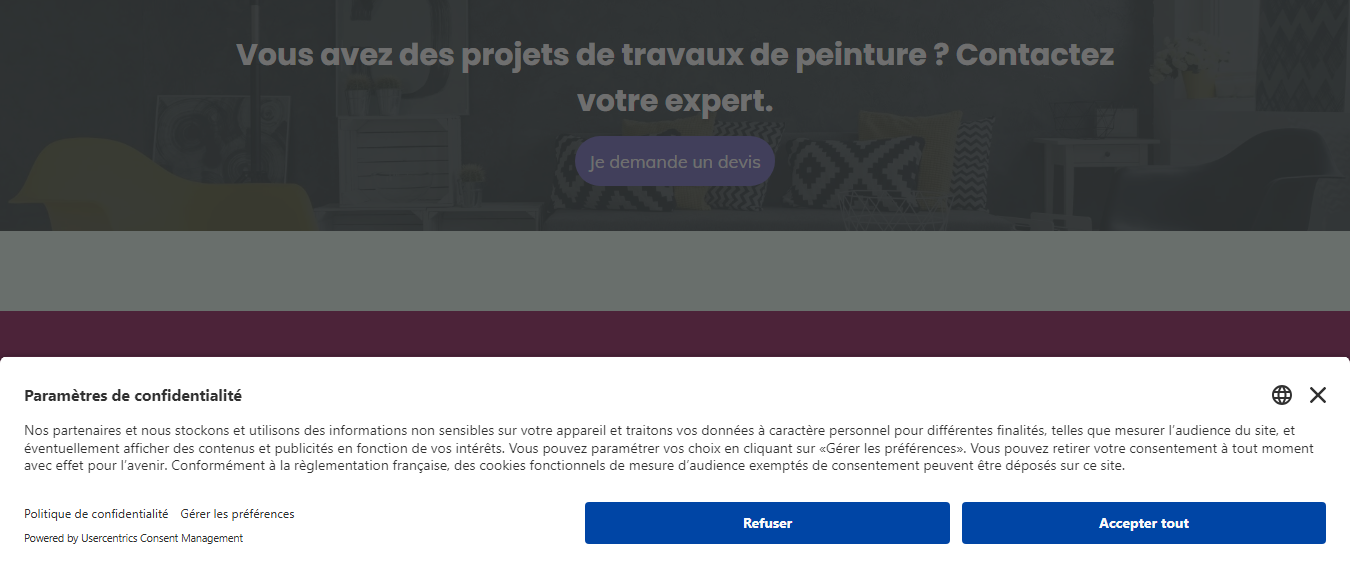 Vous avez des projets de travaux de peinture ? Contactez
votre expert.
Je demande un devis
Paramètres de confidentialité
Nos partenaires et nous stockons et utilisons des informations non sensibles sur votre appareil et traitons vos données à caractère personnel pour différentes finalités, telles que mesurer l’audience du site, et
éventuellement afficher des contenus et publicités en fonction de vos intérêts. Vous pouvez paramétrer vos choix en cliquant sur «Gérer les préférences». Vous pouvez retirer votre consentement à tout moment
avec effet pour l’avenir. Conformément à la règlementation française, des cookies fonctionnels de mesure d’audience exemptés de consentement peuvent être déposés sur ce site.
Politique de confidentialité Gérer les préférences
Powered by Usercentrics Consent Management
Refuser
Accepter tout